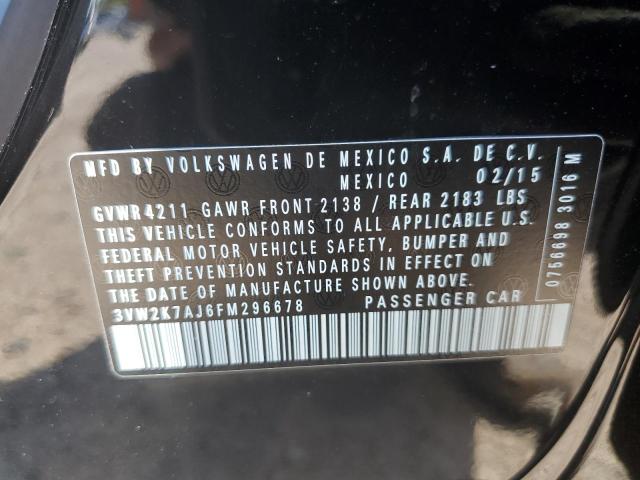 MFD BY VOLKSWAGEN DE MEXICO S.A. DE C.V.
MEXICO 02/15
GVWR 4211 GAWR FRONT 2138 / REAR 2183 LBS
THIS VEHICLE CONFORMS TO ALL APPLICABLE U.S.
FEDERAL MOTOR VEHICLE SAFETY, BUMPER AND
THEFT PREVENTION STANDARDS IN EFFECT ON
THE DATE OF MANUFACTURE SHOWN ABOVE.
3VW2K7AJ6FM296678 PASSENGER CAR
0756698 3016 M